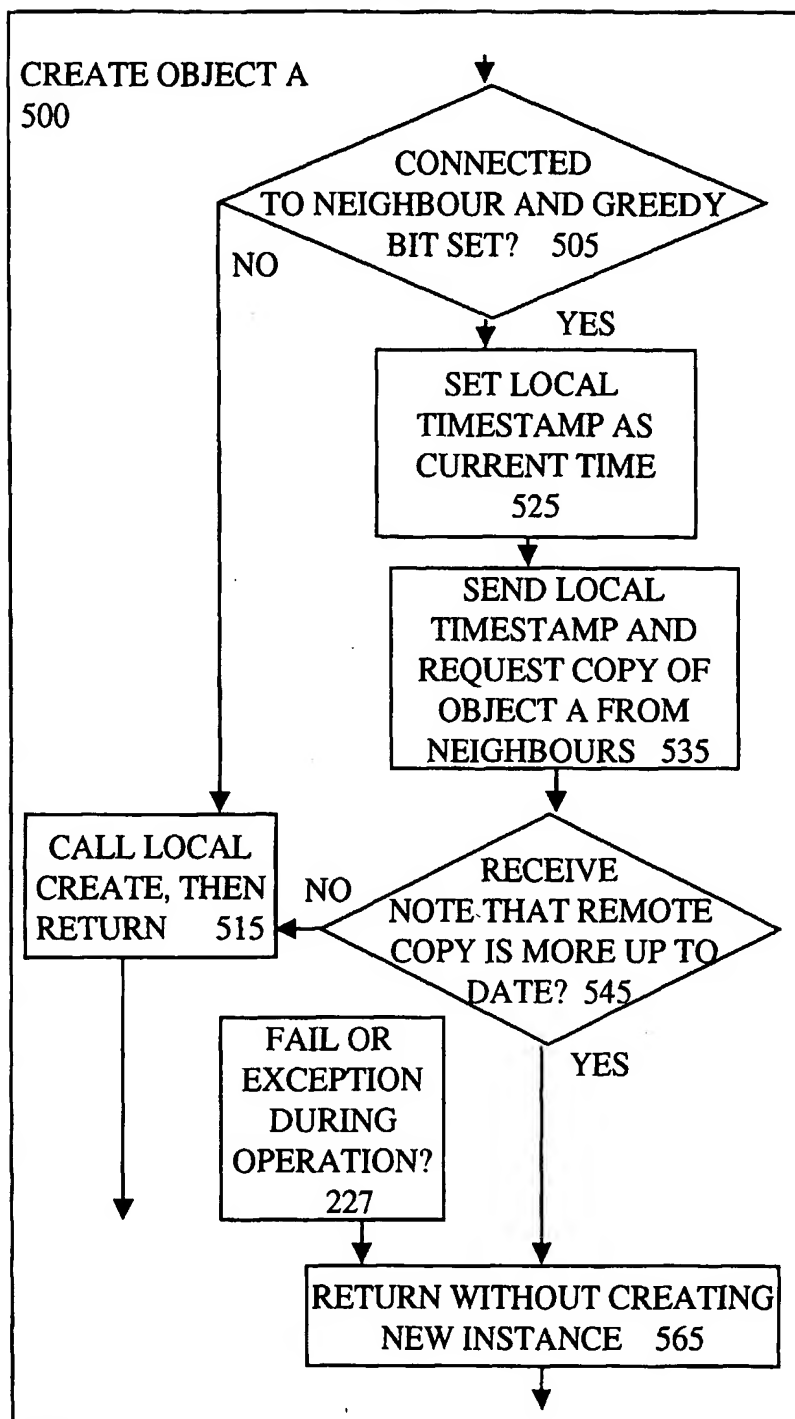 CREATE OBJECT A
500
CONNECTED
TO NEIGHBOUR AND GREEDY
BIT SET? 505
NO
YES
SET LOCAL
TIMESTAMP AS
CURRENT TIME
525
SEND LOCAL
TIMESTAMP AND
REQUEST COPY OF
OBJECT A FROM
NEIGHBOURS 535
CALL LOCAL
CREATE, THEN
RETURN 515
NO
RECEIVE
NOTE THAT REMOTE
COPY IS MORE UP TO
DATE? 545
YES
FAIL OR
EXCEPTION
DURING
OPERATION?
227
RETURN WITHOUT CREATING
NEW INSTANCE 565